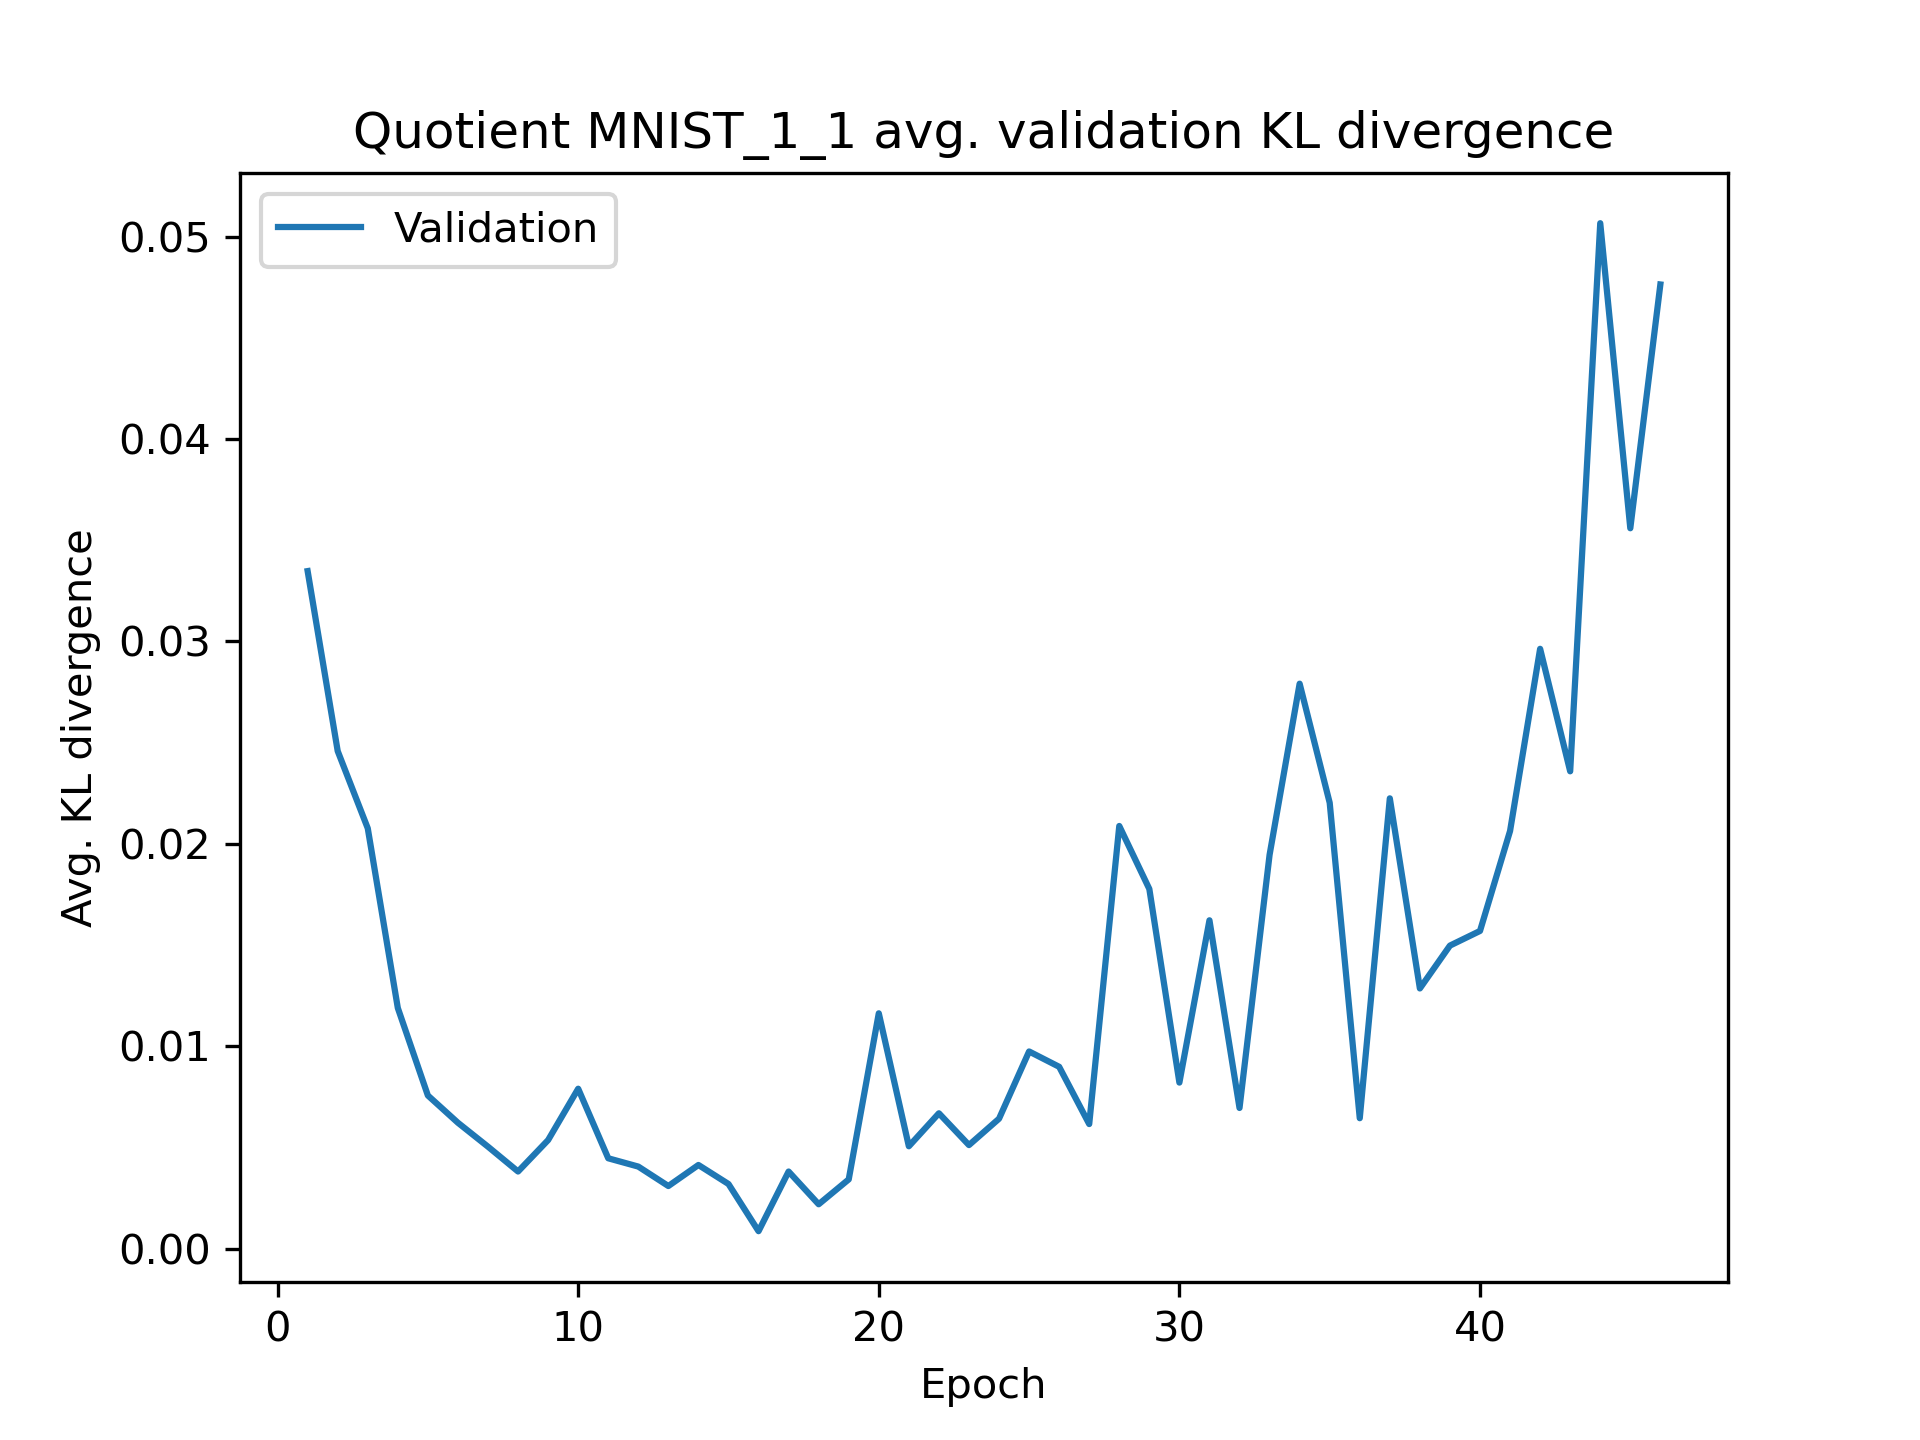 Quotient MNIST_1_1 avg. validation KL divergence
Validation
0.05
0.04
0.03
0.02
0.01
0.00
Avg. KL divergence
0 10 20 30 40
Epoch